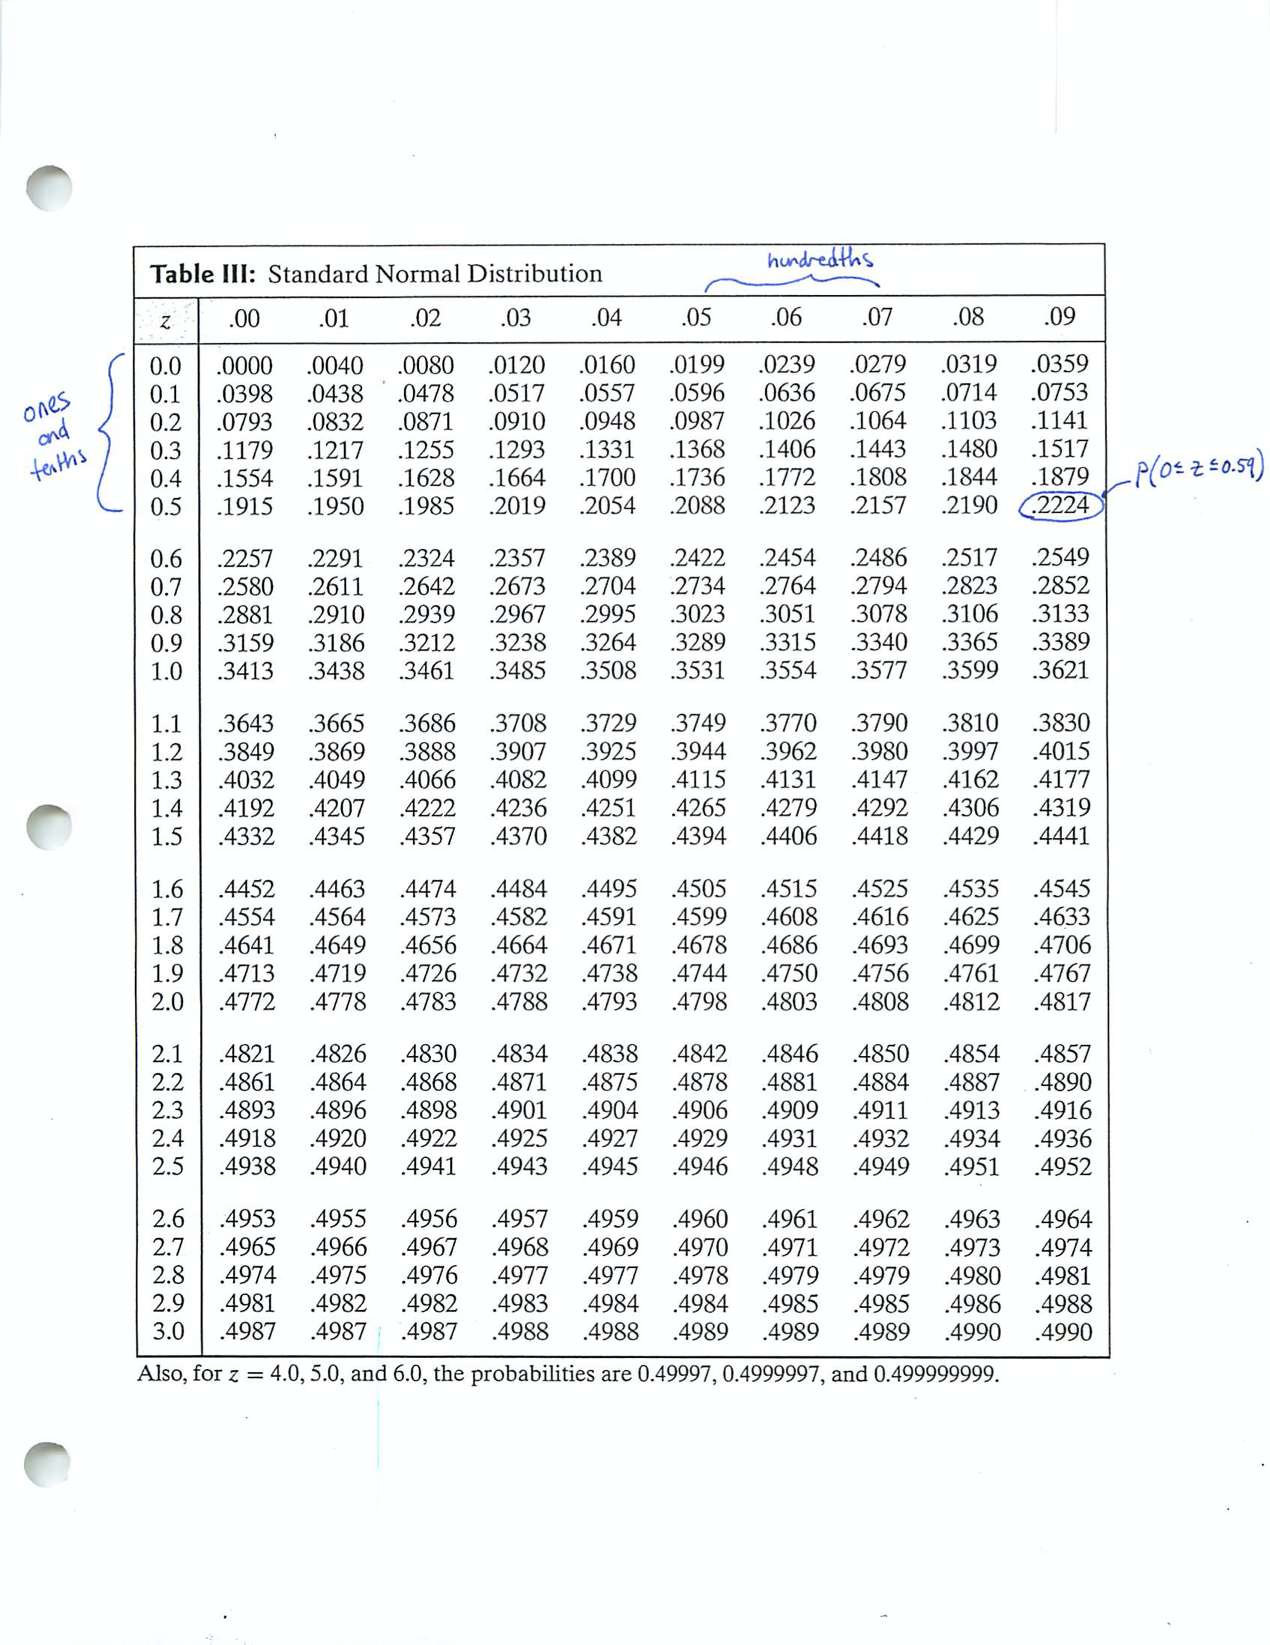 hundredths
Table III: Standard Normal Distribution
z .00 .01 .02 .03 .04 .05 .06 .07 .08 .09
ones
and
tenths
0.0 .0000 .0040 .0080 .0120 .0160 .0199 .0239 .0279 .0319 .0359
0.1 .0398 .0438 .0478 .0517 .0557 .0596 .0636 .0675 .0714 .0753
0.2 .0793 .0832 .0871 .0910 .0948 .0987 .1026 .1064 .1103 .1141
0.3 .1179 .1217 .1255 .1293 .1331 .1368 .1406 .1443 .1480 .1517
0.4 .1554 .1591 .1628 .1664 .1700 .1736 .1772 .1808 .1844 .1879
P(0≤z≤0.59)
0.5 .1915 .1950 .1985 .2019 .2054 .2088 .2123 .2157 .2190 .2224
0.6 .2257 .2291 .2324 .2357 .2389 .2422 .2454 .2486 .2517 .2549
0.7 .2580 .2611 .2642 .2673 .2704 .2734 .2764 .2794 .2823 .2852
0.8 .2881 .2910 .2939 .2967 .2995 .3023 .3051 .3078 .3106 .3133
0.9 .3159 .3186 .3212 .3238 .3264 .3289 .3315 .3340 .3365 .3389
1.0 .3413 .3438 .3461 .3485 .3508 .3531 .3554 .3577 .3599 .3621
1.1 .3643 .3665 .3686 .3708 .3729 .3749 .3770 .3790 .3810 .3830
1.2 .3849 .3869 .3888 .3907 .3925 .3944 .3962 .3980 .3997 .4015
1.3 .4032 .4049 .4066 .4082 .4099 .4115 .4131 .4147 .4162 .4177
1.4 .4192 .4207 .4222 .4236 .4251 .4265 .4279 .4292 .4306 .4319
1.5 .4332 .4345 .4357 .4370 .4382 .4394 .4406 .4418 .4429 .4441
1.6 .4452 .4463 .4474 .4484 .4495 .4505 .4515 .4525 .4535 .4545
1.7 .4554 .4564 .4573 .4582 .4591 .4599 .4608 .4616 .4625 .4633
1.8 .4641 .4649 .4656 .4664 .4671 .4678 .4686 .4693 .4699 .4706
1.9 .4713 .4719 .4726 .4732 .4738 .4744 .4750 .4756 .4761 .4767
2.0 .4772 .4778 .4783 .4788 .4793 .4798 .4803 .4808 .4812 .4817
2.1 .4821 .4826 .4830 .4834 .4838 .4842 .4846 .4850 .4854 .4857
2.2 .4861 .4864 .4868 .4871 .4875 .4878 .4881 .4884 .4887 .4890
2.3 .4893 .4896 .4898 .4901 .4904 .4906 .4909 .4911 .4913 .4916
2.4 .4918 .4920 .4922 .4925 .4927 .4929 .4931 .4932 .4934 .4936
2.5 .4938 .4940 .4941 .4943 .4945 .4946 .4948 .4949 .4951 .4952
2.6 .4953 .4955 .4956 .4957 .4959 .4960 .4961 .4962 .4963 .4964
2.7 .4965 .4966 .4967 .4968 .4969 .4970 .4971 .4972 .4973 .4974
2.8 .4974 .4975 .4976 .4977 .4977 .4978 .4979 .4979 .4980 .4981
2.9 .4981 .4982 .4982 .4983 .4984 .4984 .4985 .4985 .4986 .4988
3.0 .4987 .4987 .4987 .4988 .4988 .4989 .4989 .4989 .4990 .4990
Also, for z = 4.0, 5.0, and 6.0, the probabilities are 0.49997, 0.4999997, and 0.499999999.